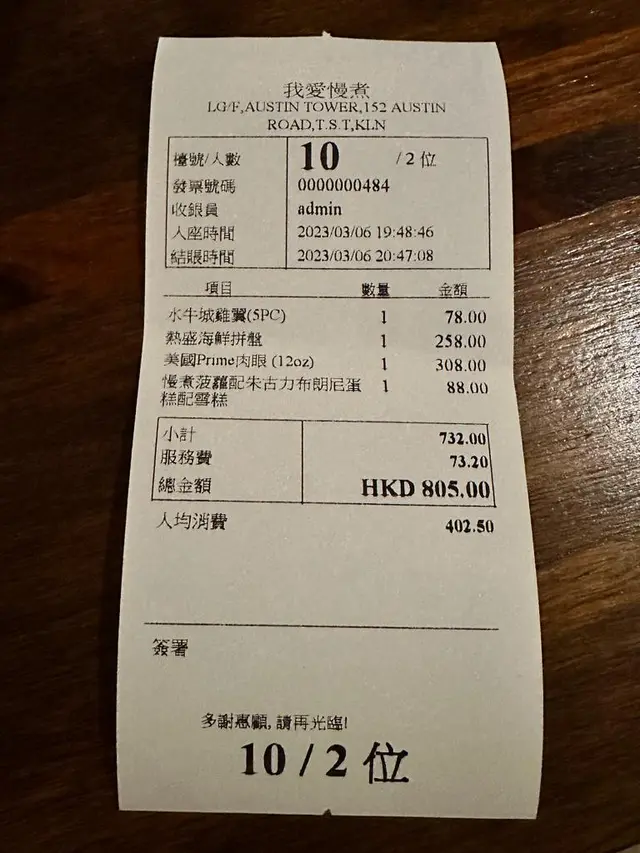 我愛慢煮
LG/F,AUSTIN TOWER,152 AUSTIN
ROAD,T.S.T,KLN
檯號/人數 10 /2 位
發票號碼 0000000484
收銀員 admin
入座時間 2023/03/06 19:48:46
結賬時間 2023/03/06 20:47:08
項目 數量 金額
水牛城雞翼(5PC) 1 78.00
熱盛海鮮拼盤 1 258.00
美國Prime肉眼 (12oz) 1 308.00
慢煮菠蘿配朱古力布朗尼蛋 1 88.00
糕配雪糕
小計 732.00
服務費 73.20
總金額 HKD 805.00
人均消費 402.50
簽署
多謝惠顧, 請再光臨!
10 / 2 位